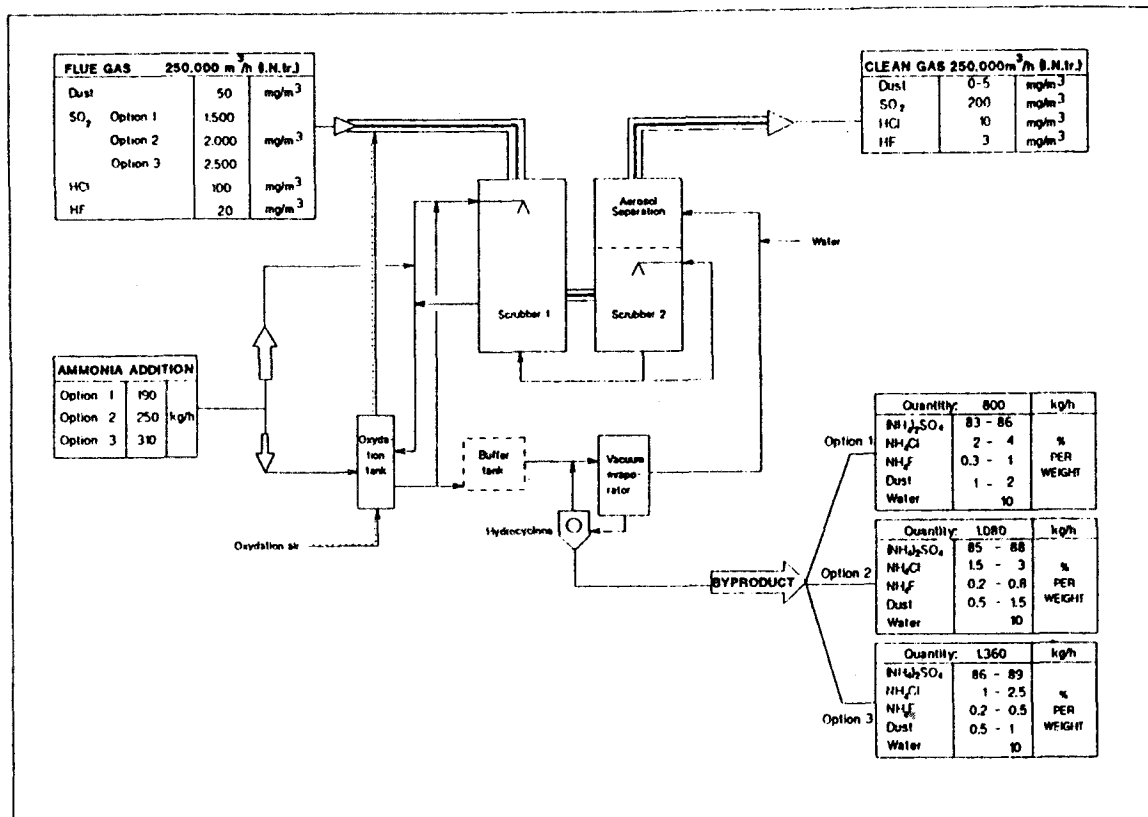 FLUE GAS 250.000 m³/h (i.N.tr.)
Dust 50 mg/m³
SO₂ Option 1 1.500
Option 2 2.000 mg/m³
Option 3 2.500
HCl 100 mg/m³
HF 20 mg/m³
CLEAN GAS 250.000m³/h (i.N.tr.)
Dust 0-5 mg/m³
SO₂ 200 mg/m³
HCl 10 mg/m³
HF 3 mg/m³
Aerosol
Separation
Water
Scrubber 1
Scrubber 2
AMMONIA ADDITION
Option 1 190
Option 2 250 kg/h
Option 3 310
Oxyda-
tion
tank
Buffer
tank
Vacuum
evapo-
rator
Hydrocyclone
Oxydation air
BYPRODUCT
Option 1
Quantitiy: 800 kg/h
(NH₄)₂SO₄ 83 - 86
NH₄Cl 2 - 4 %
NH₄F 0.3 - 1 PER
Dust 1 - 2 WEIGHT
Water 10
Option 2
Quantitiy: 1.080 kg/h
(NH₄)₂SO₄ 85 - 88
NH₄Cl 1.5 - 3 %
NH₄F 0.2 - 0.8 PER
Dust 0.5 - 1.5 WEIGHT
Water 10
Option 3
Quantitiy: 1.360 kg/h
(NH₄)₂SO₄ 86 - 89
NH₄Cl 1 - 2.5 %
NH₄F 0.2 - 0.5 PER
Dust 0.5 - 1 WEIGHT
Water 10